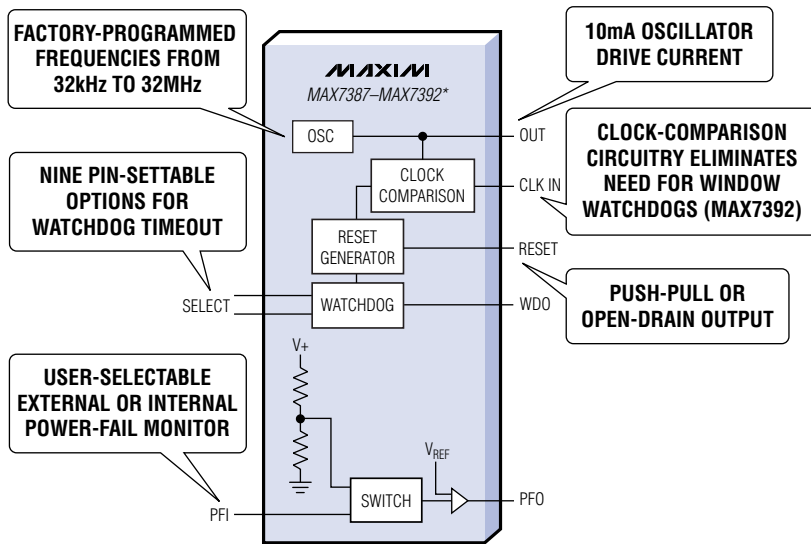 FACTORY-PROGRAMMED
FREQUENCIES FROM
32kHz TO 32MHz
10mA OSCILLATOR
DRIVE CURRENT
MAXIM
MAX7387–MAX7392*
OSC
OUT
CLOCK
COMPARISON
CLK IN
CLOCK-COMPARISON
CIRCUITRY ELIMINATES
NEED FOR WINDOW
WATCHDOGS (MAX7392)
NINE PIN-SETTABLE
OPTIONS FOR
WATCHDOG TIMEOUT
RESET
GENERATOR
RESET
SELECT
WATCHDOG
WDO
PUSH-PULL OR
OPEN-DRAIN OUTPUT
V+
USER-SELECTABLE
EXTERNAL OR INTERNAL
POWER-FAIL MONITOR
VREF
PFI
SWITCH
PFO